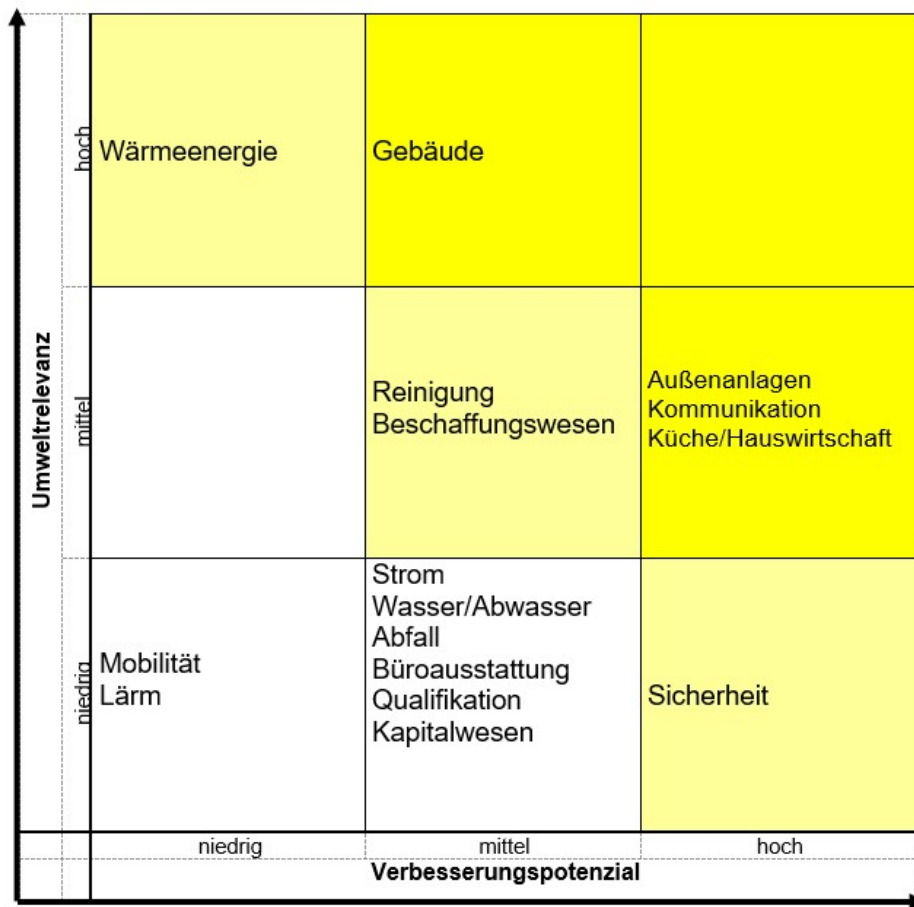 Umweltrelevanz
hoch
Wärmeenergie
Gebäude
mittel
Reinigung
Beschaffungswesen
Außenanlagen
Kommunikation
Küche/Hauswirtschaft
niedrig
Mobilität
Lärm
Strom
Wasser/Abwasser
Abfall
Büroausstattung
Qualifikation
Kapitalwesen
Sicherheit
niedrig
mittel
hoch
Verbesserungspotenzial